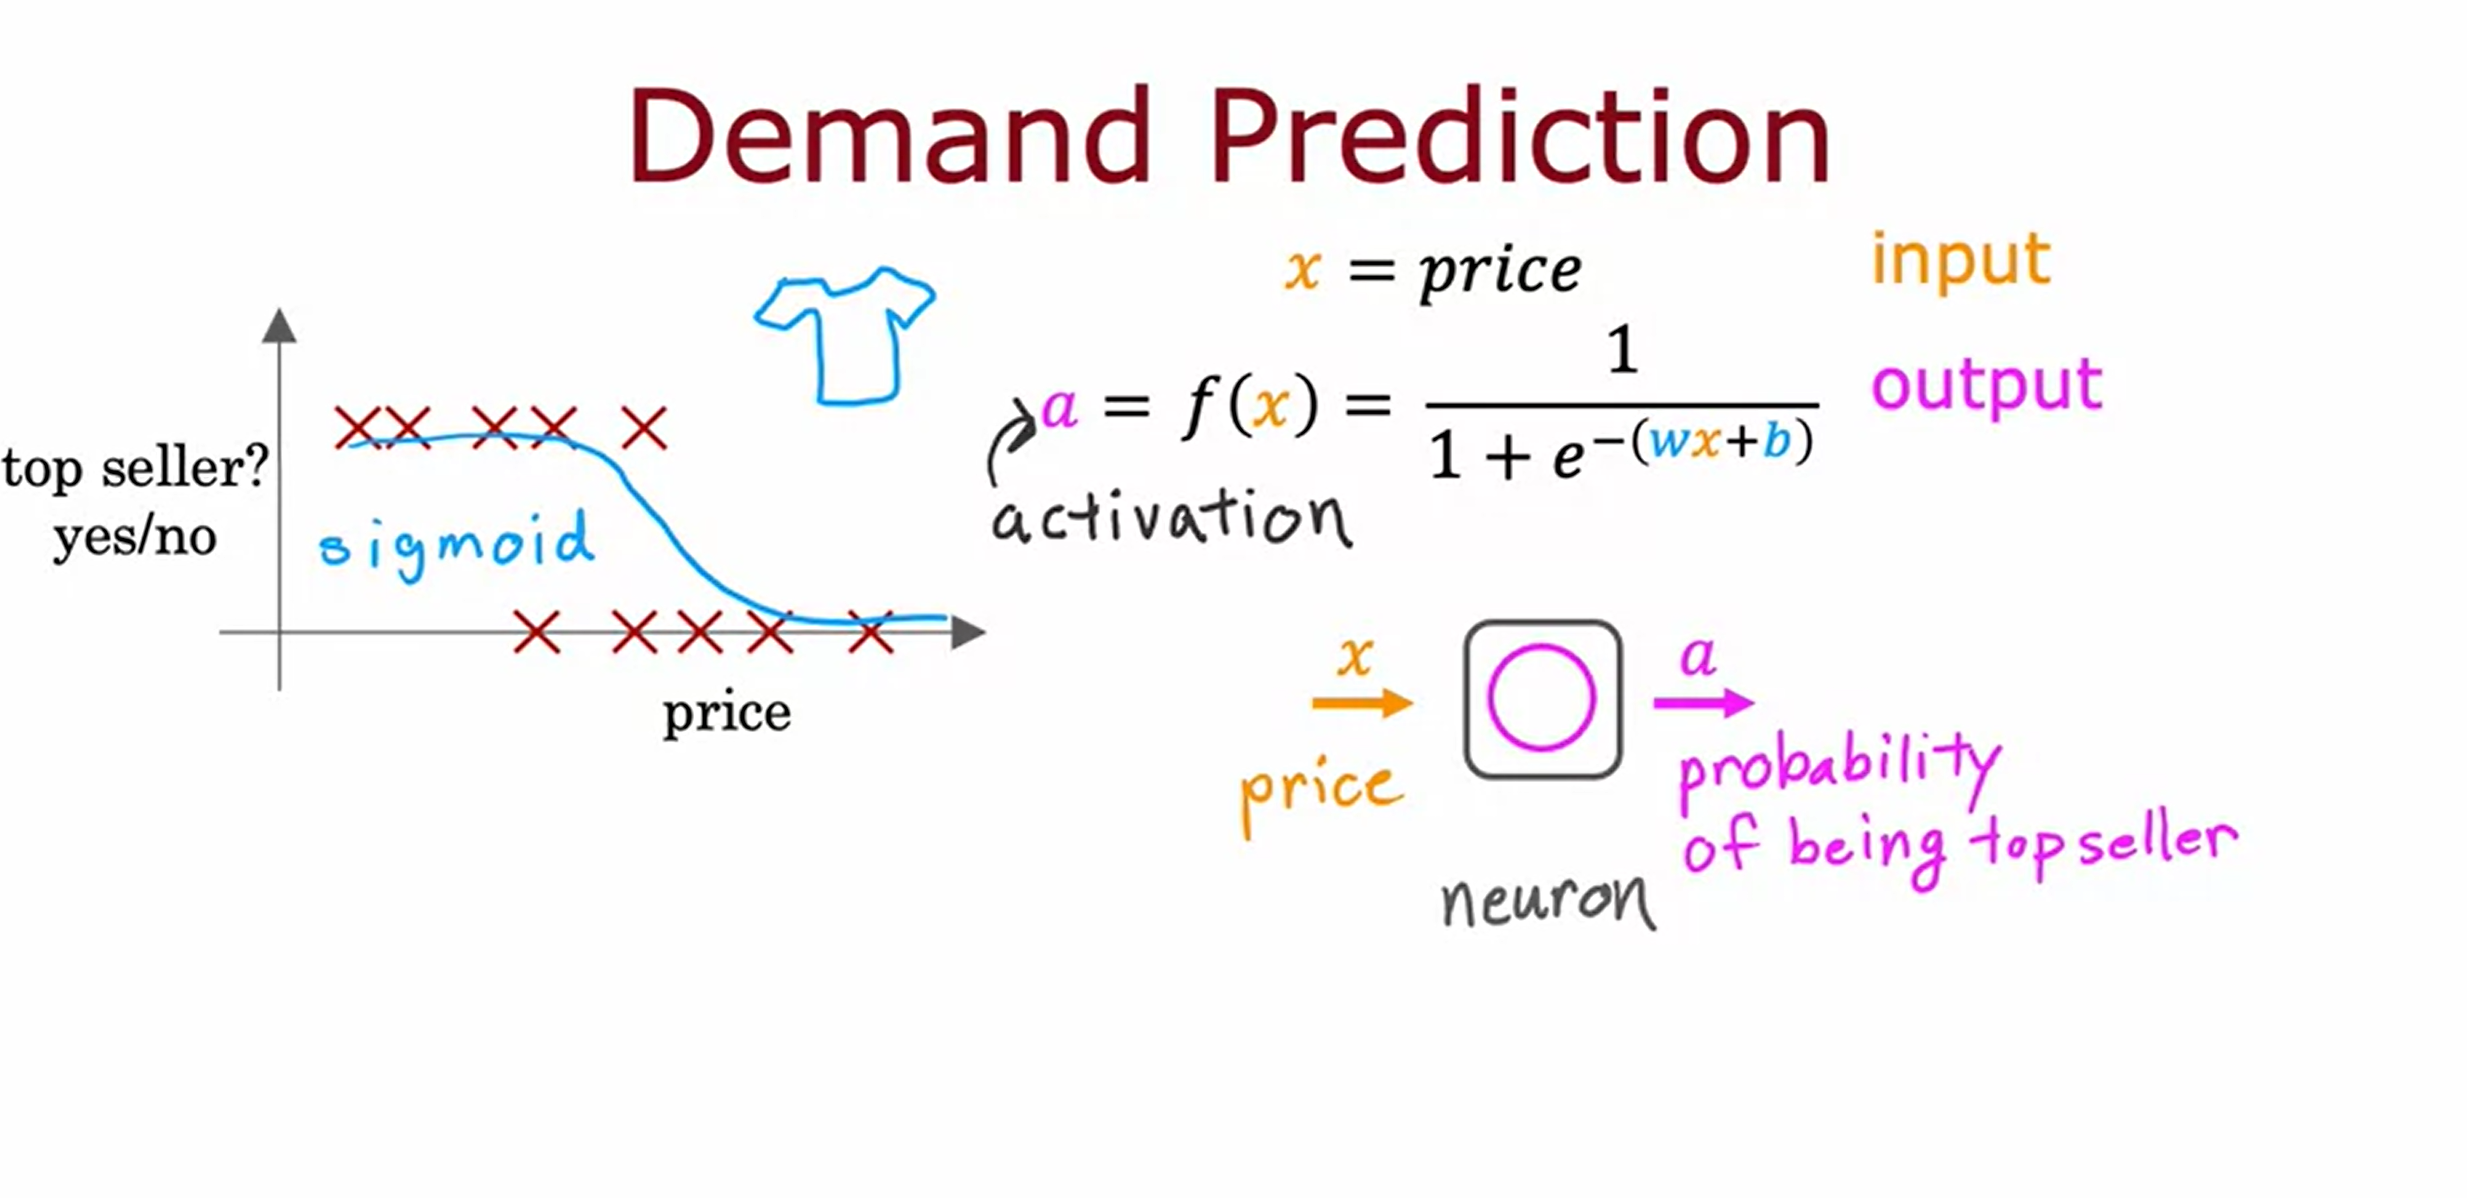 Demand Prediction
x = price
input
a = f(x) = 1 / (1 + e^−(wx+b))
output
activation
top seller?
yes/no
sigmoid
price
x
a
price
probability
of being top seller
neuron